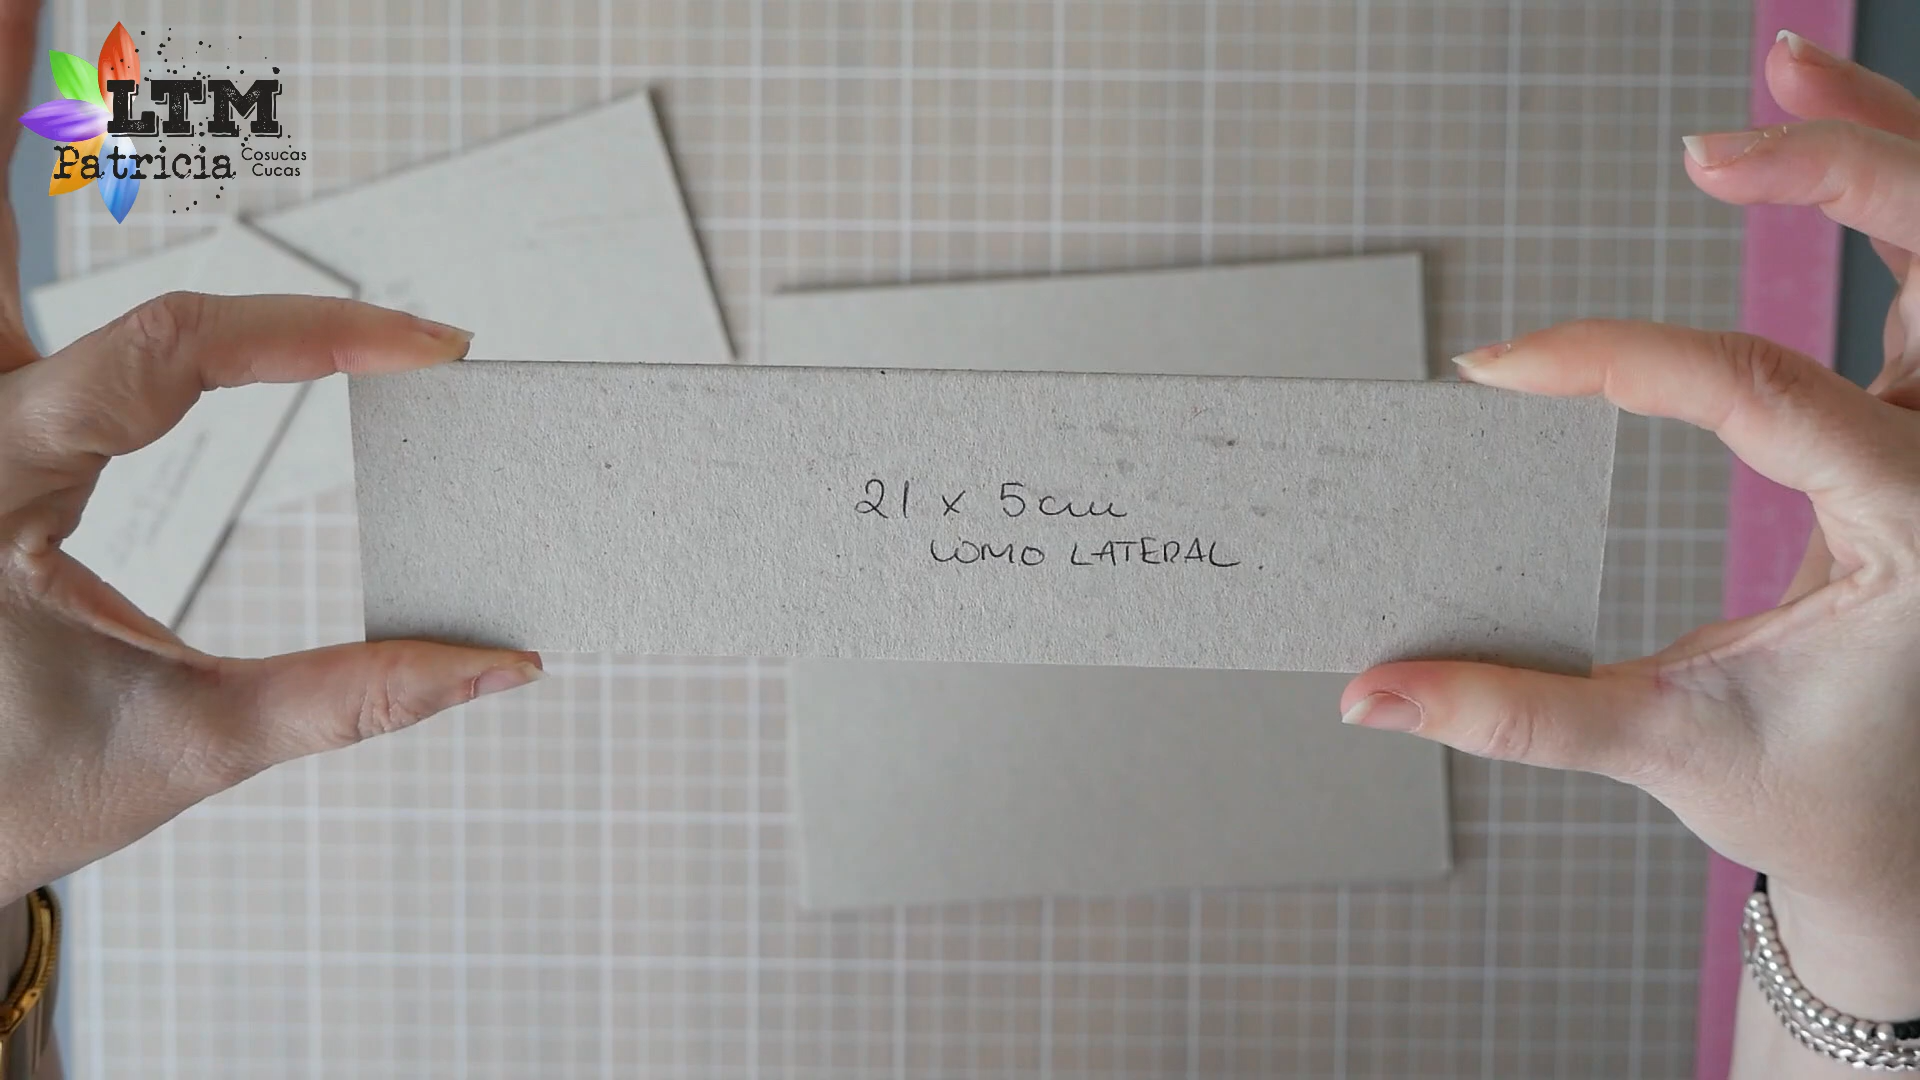 LTM
Patricia
Cosucas
Cucas
21 x 5cm
LOMO LATERAL.